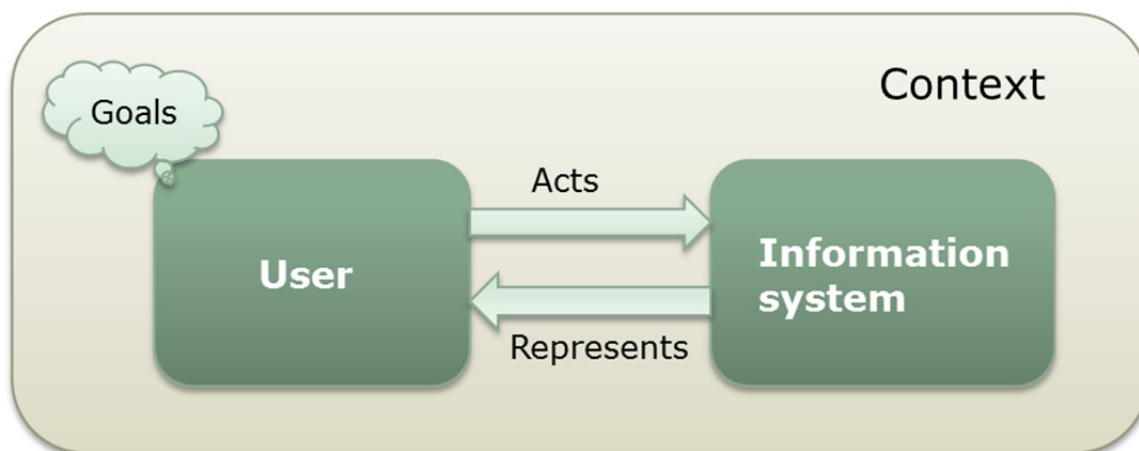 Context
Goals
Acts
User
Information
system
Represents